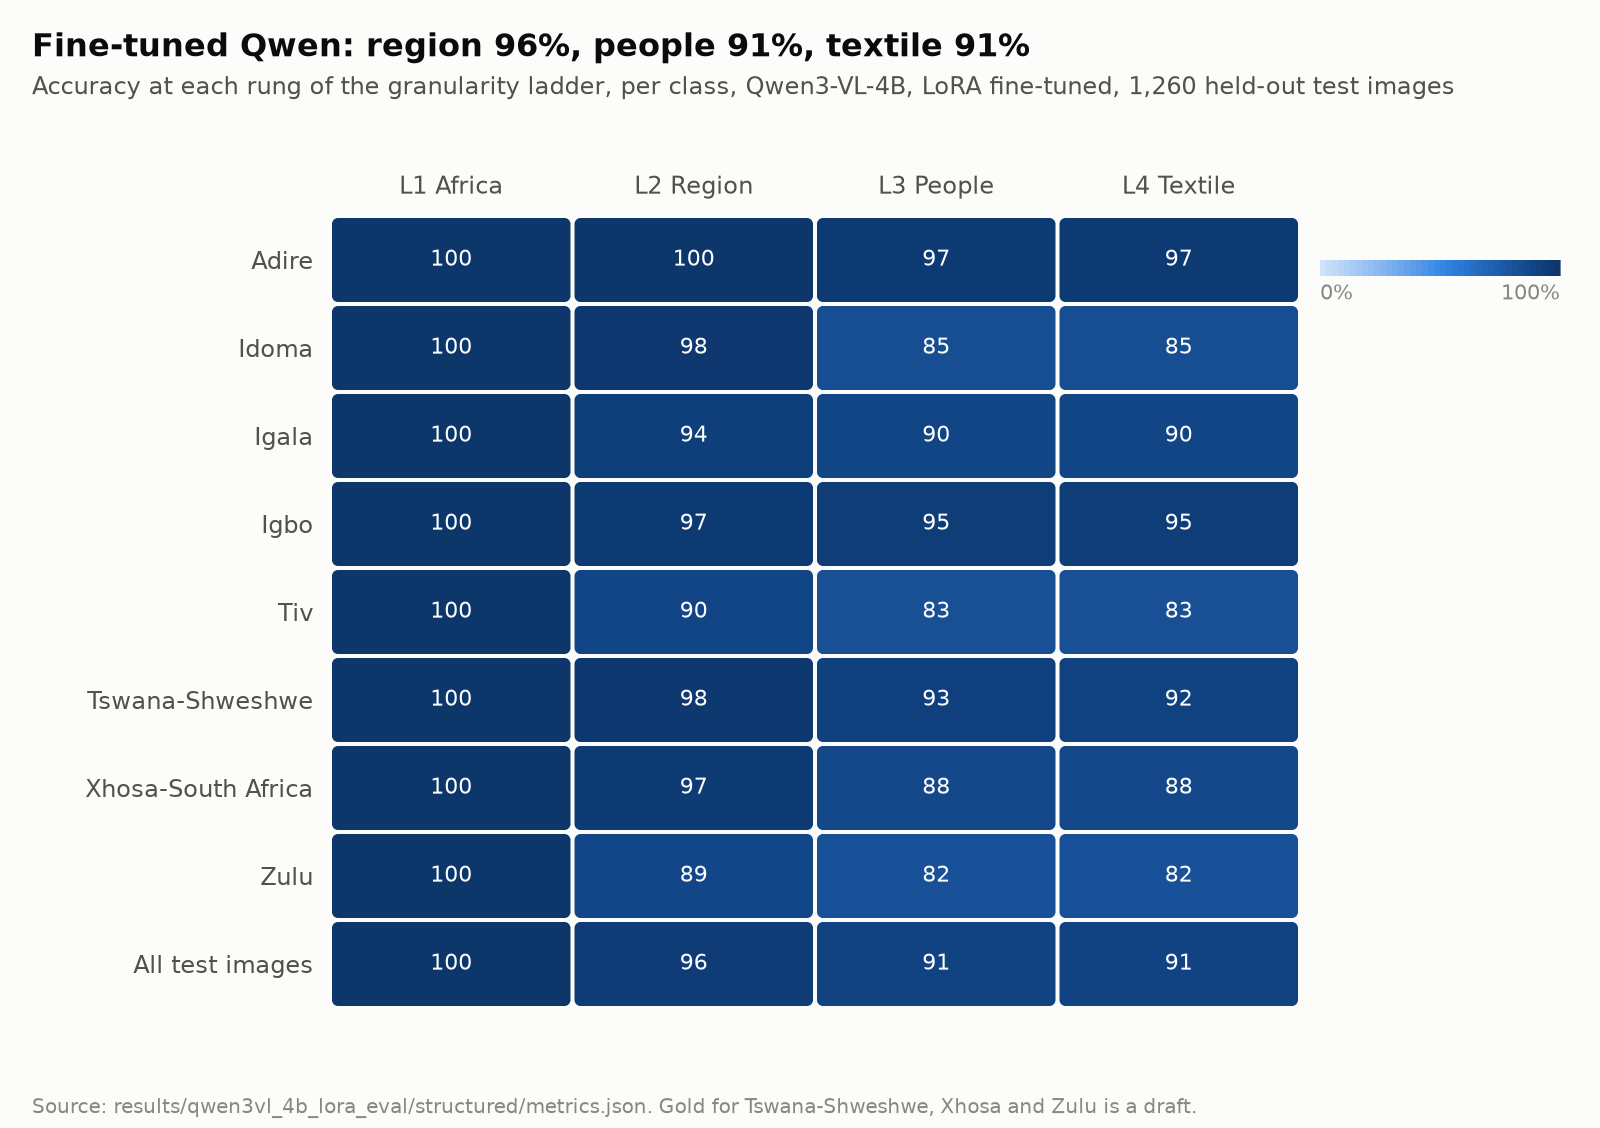 Fine-tuned Qwen: region 96%, people 91%, textile 91%
Accuracy at each rung of the granularity ladder, per class, Qwen3-VL-4B, LoRA fine-tuned, 1,260 held-out test images
L1 Africa L2 Region L3 People L4 Textile
Adire 100 100 97 97
0% 100%
Idoma 100 98 85 85
Igala 100 94 90 90
Igbo 100 97 95 95
Tiv 100 90 83 83
Tswana-Shweshwe 100 98 93 92
Xhosa-South Africa 100 97 88 88
Zulu 100 89 82 82
All test images 100 96 91 91
Source: results/qwen3vl_4b_lora_eval/structured/metrics.json. Gold for Tswana-Shweshwe, Xhosa and Zulu is a draft.